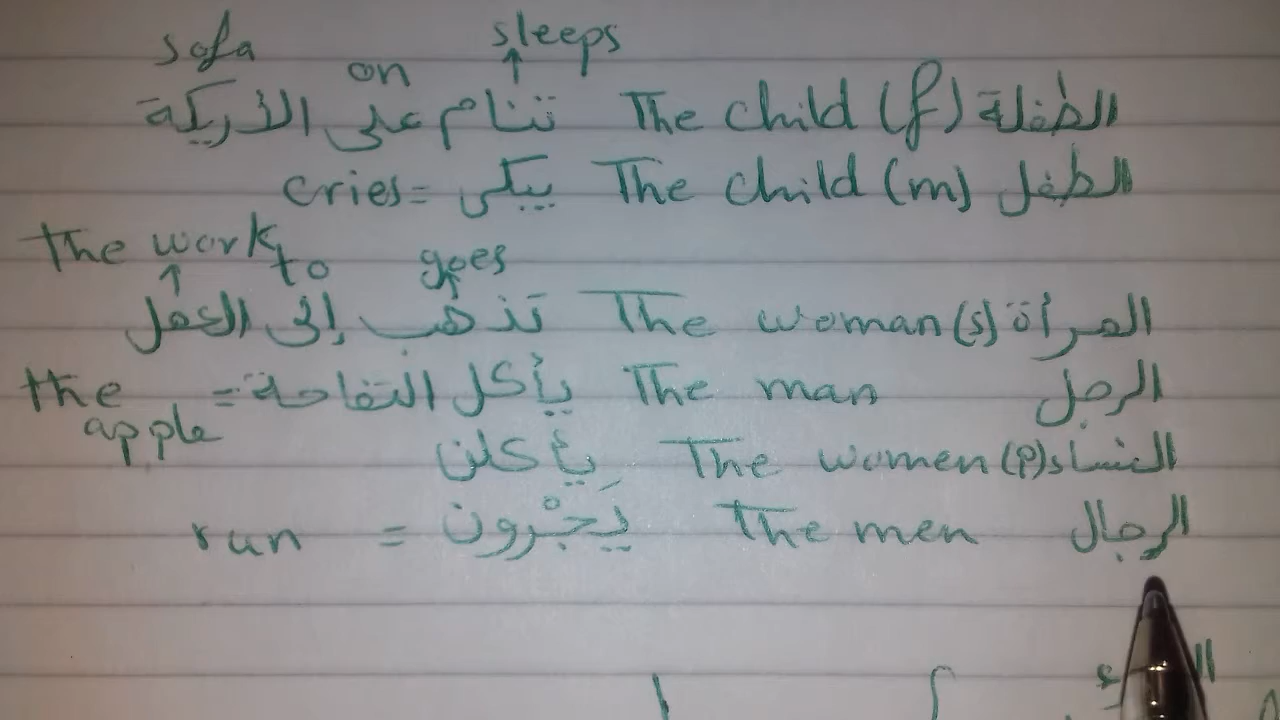 sofa on sleeps
الطفلة The child (f) تنام على الأريكة
الطفل The child (m) يبكى = cries
The work to goes
المرأة The woman(s) تذهب إلى العمل
الرجل The man يأكل التفاحة = the apple
النساء The women(p) يأكلن
الرجال The men يَجْرون = run